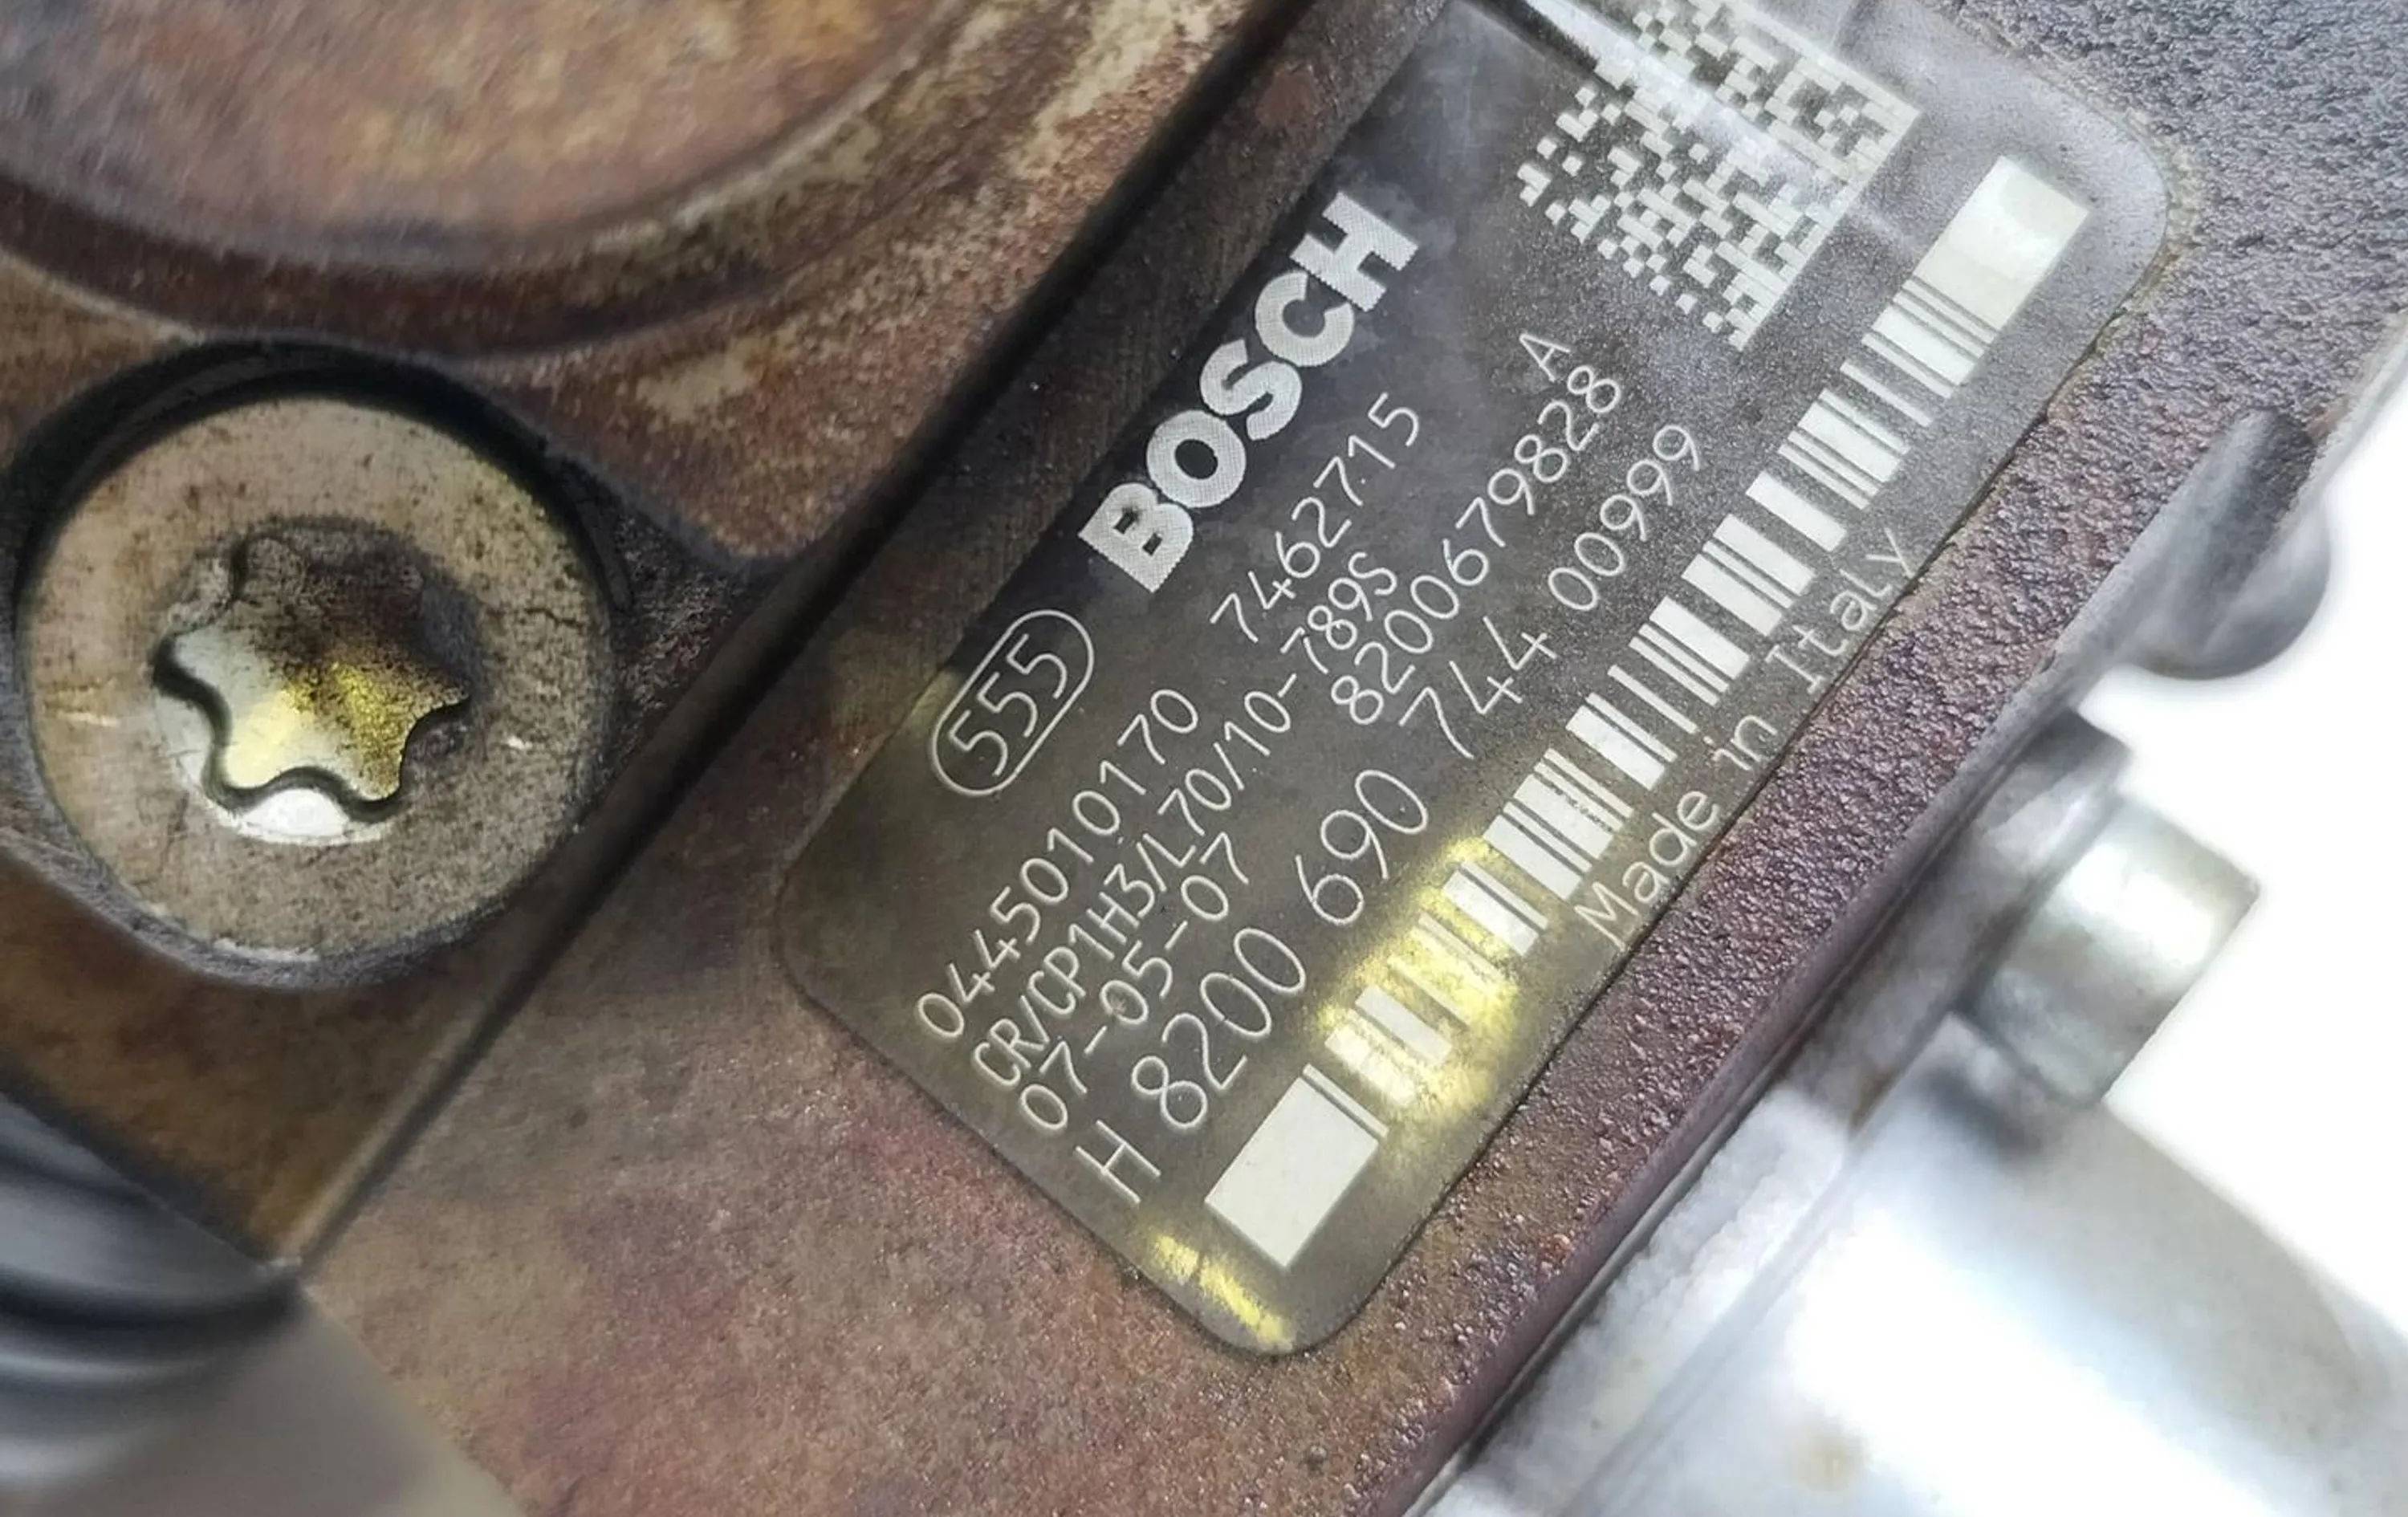 555 BOSCH
0445010170 7462715
CR/CP1H3/L70/10-789S A
07-05-07 8200679828
H 8200 690 744 00999
Made in Italy